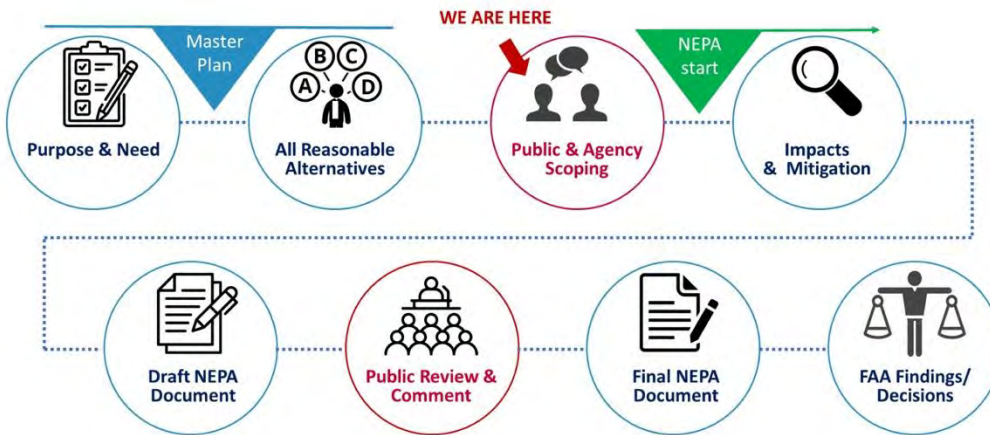 WE ARE HERE
Master
Plan
NEPA
start
A
B
C
D
Purpose & Need
All Reasonable
Alternatives
Public & Agency
Scoping
Impacts
& Mitigation
Draft NEPA
Document
Public Review &
Comment
Final NEPA
Document
FAA Findings/
Decisions